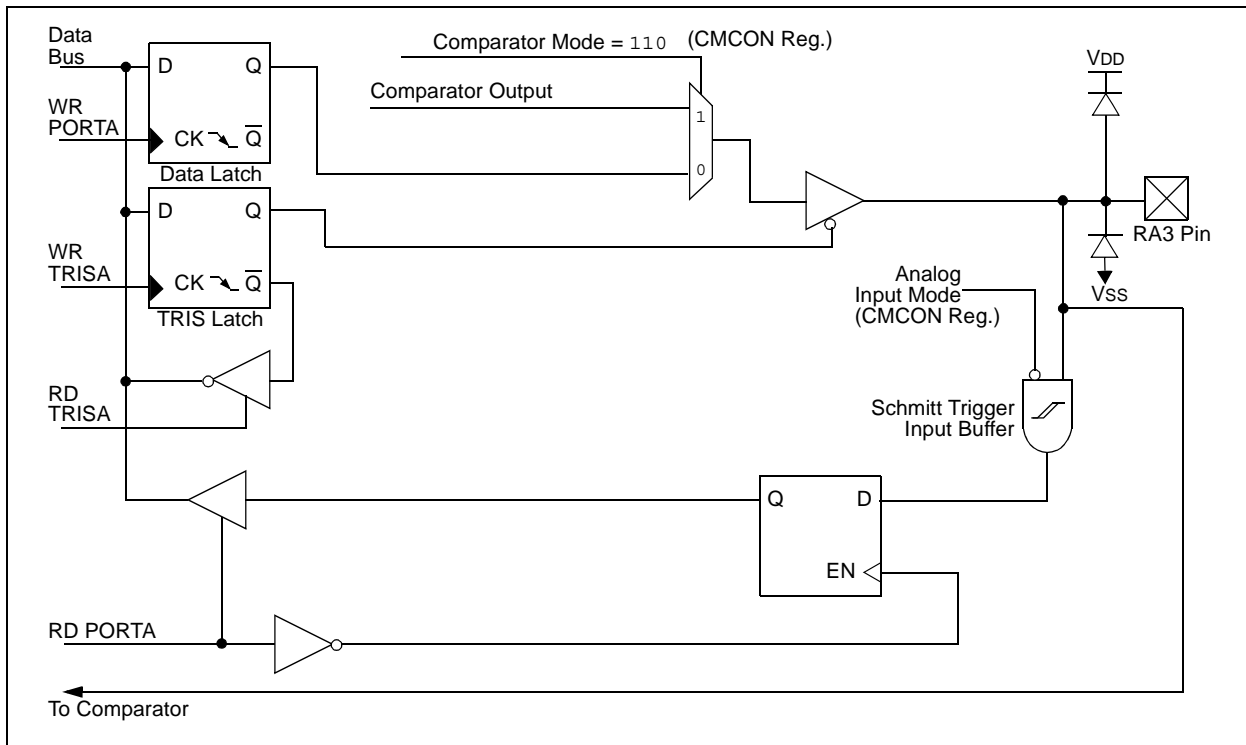 Data
Bus
D Q
WR
PORTA
CK Q̅
Data Latch
Comparator Mode = 110 (CMCON Reg.)
Comparator Output
1
0
VDD
RA3 Pin
VSS
D Q
WR
TRISA
CK Q̅
TRIS Latch
RD
TRISA
Analog
Input Mode
(CMCON Reg.)
Schmitt Trigger
Input Buffer
Q D
EN
RD PORTA
To Comparator